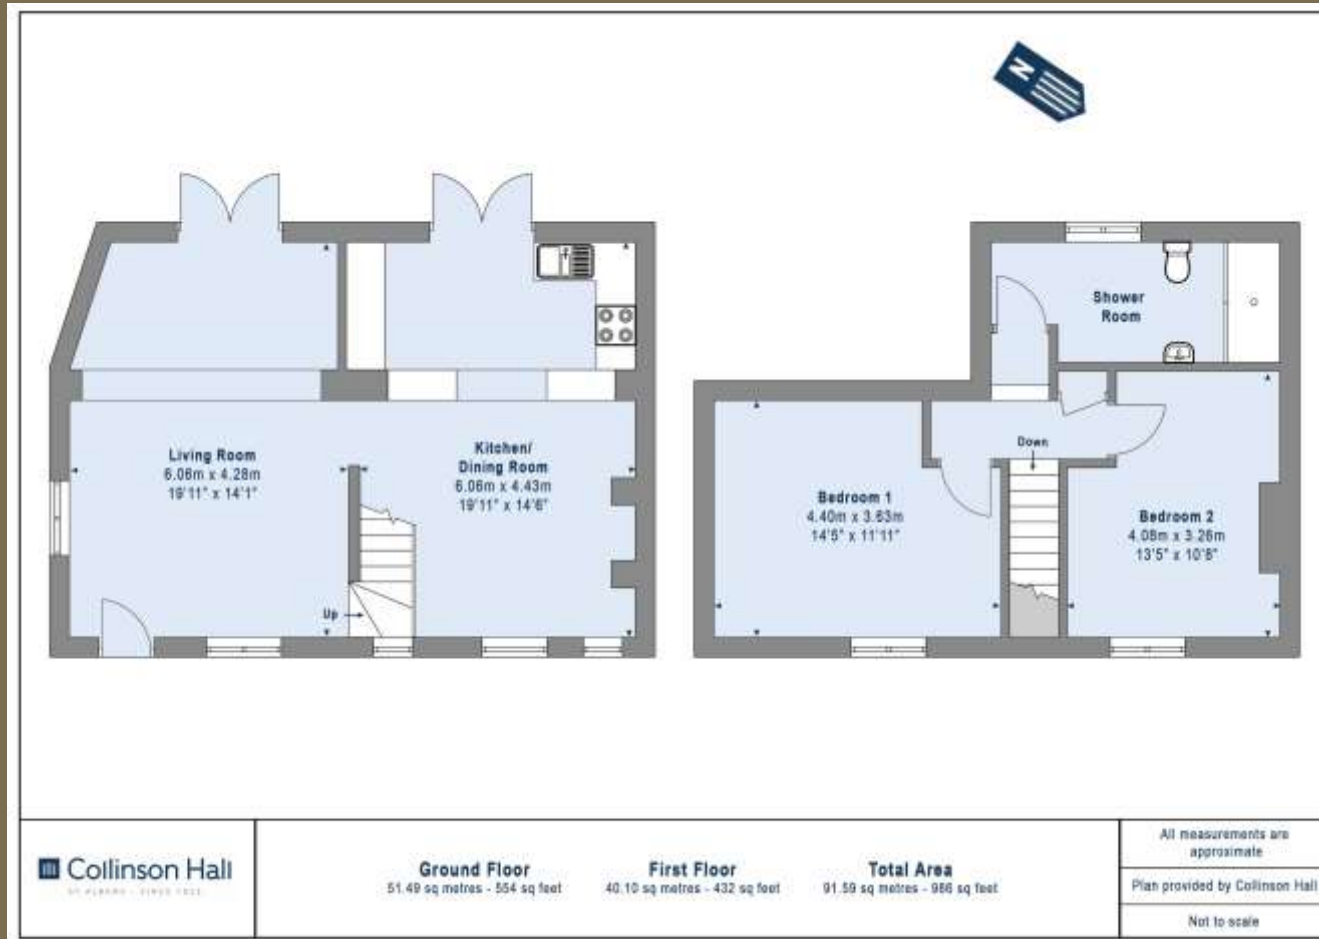 N
Living Room
6.06m x 4.28m
19'11" x 14'1"
Kitchen/
Dining Room
6.06m x 4.43m
19'11" x 14'6"
Up
Shower
Room
Down
Bedroom 1
4.40m x 3.63m
14'5" x 11'11"
Bedroom 2
4.08m x 3.26m
13'5" x 10'8"
Collinson Hall
Ground Floor
51.49 sq metres - 554 sq feet
First Floor
40.10 sq metres - 432 sq feet
Total Area
91.59 sq metres - 986 sq feet
All measurements are
approximate
Plan provided by Collinson Hall
Not to scale